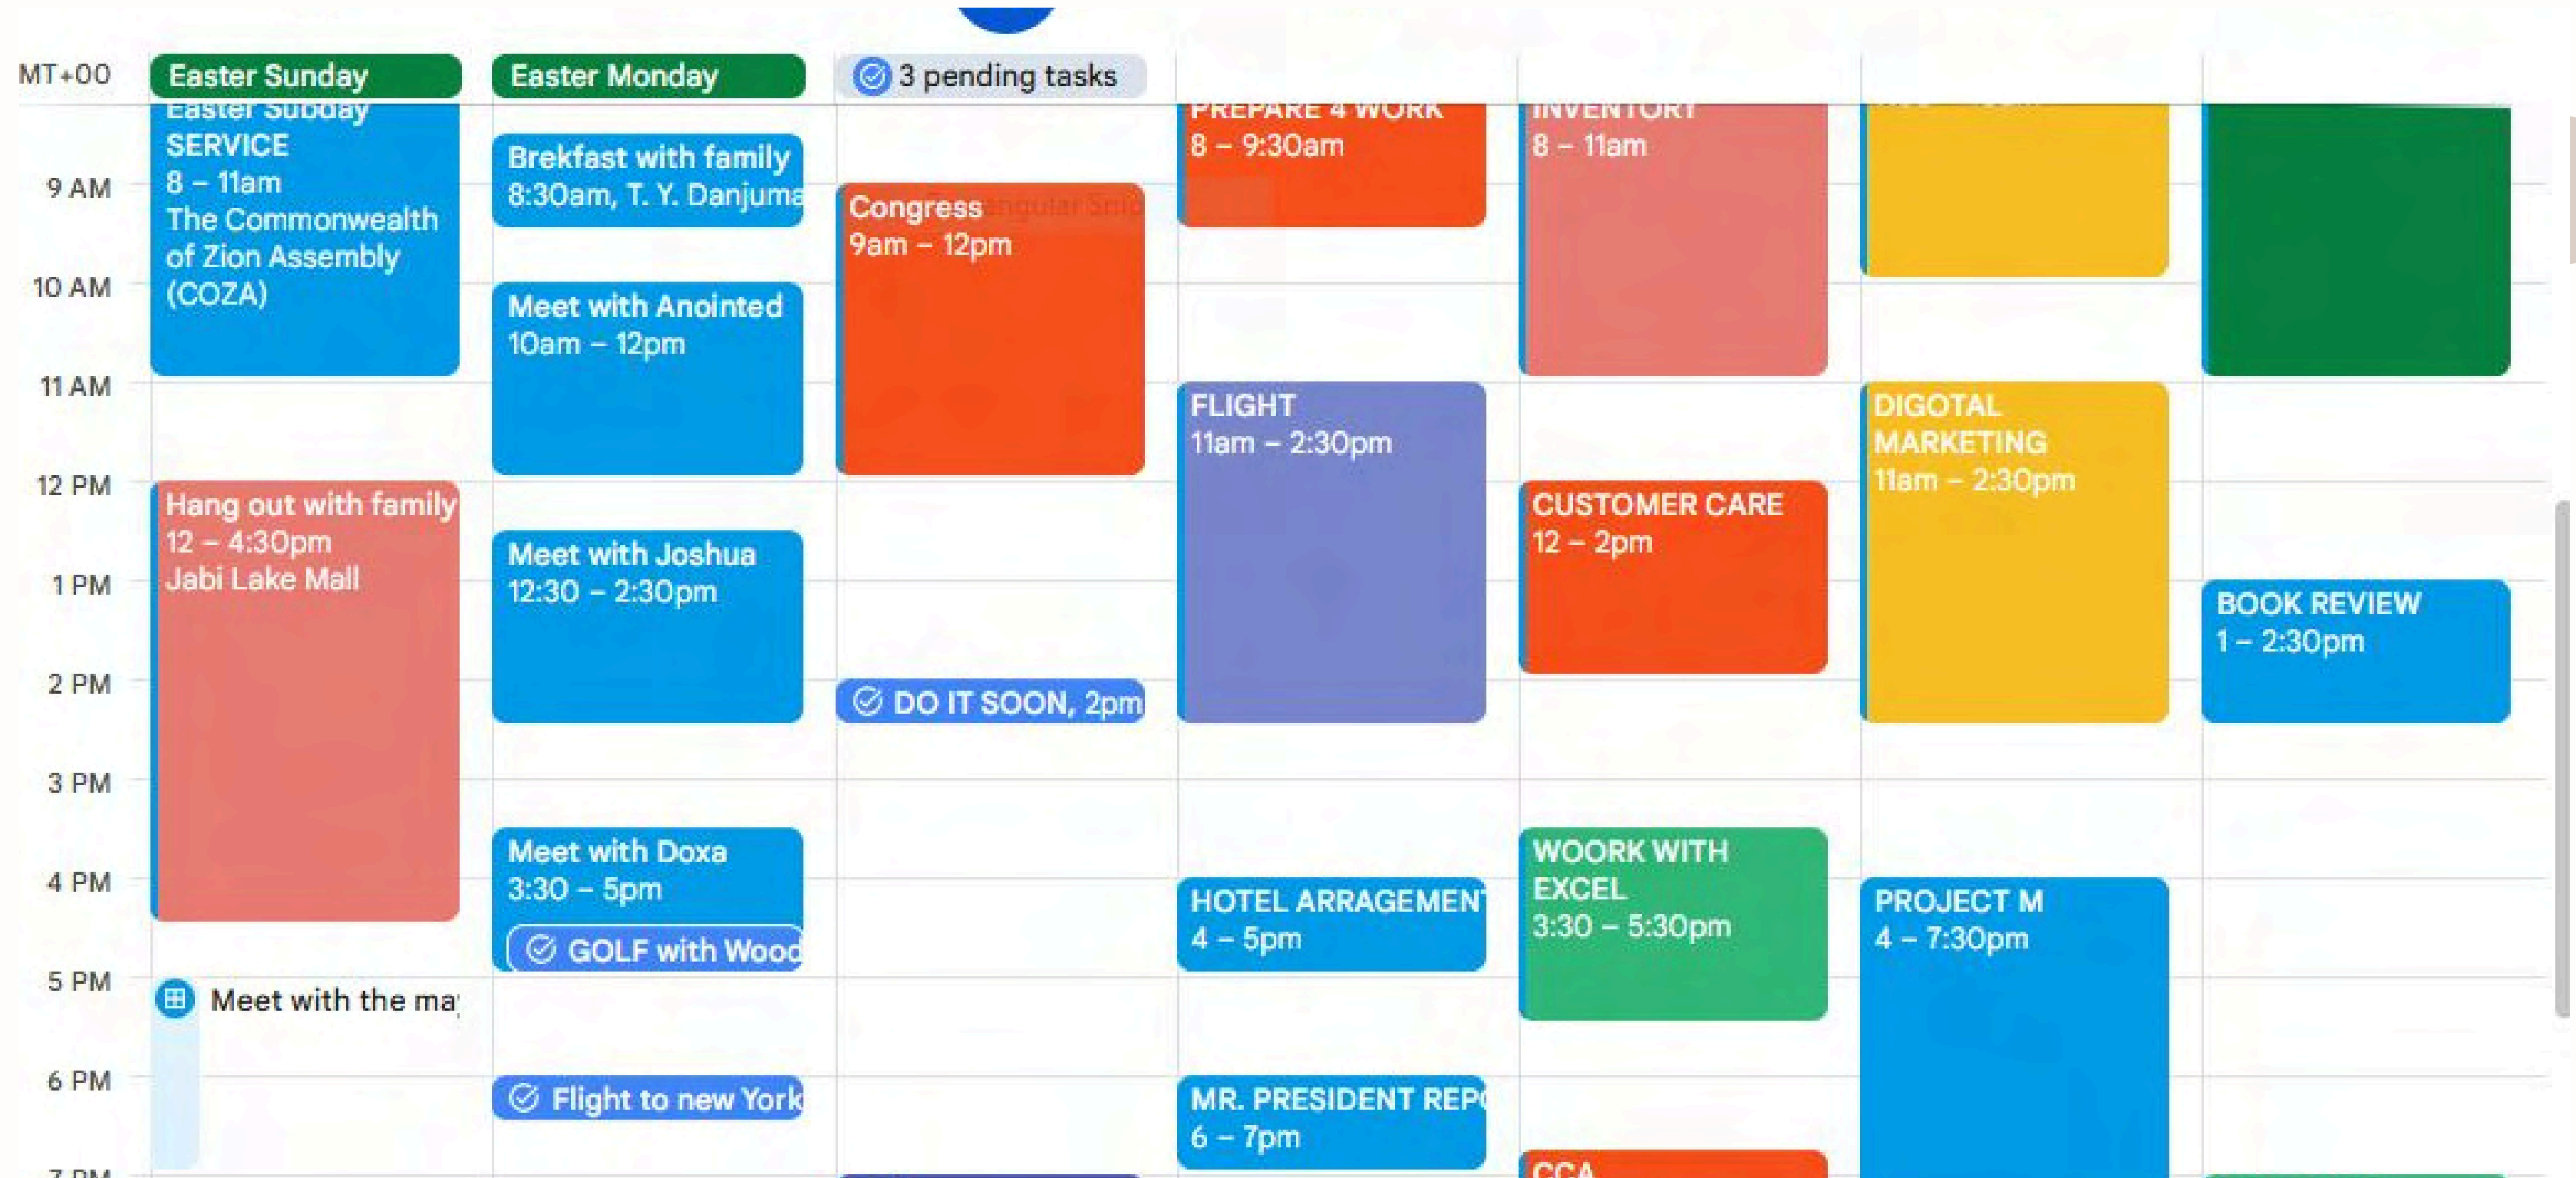 MT+00
Easter Sunday
Easter Monday
3 pending tasks
9 AM
10 AM
11 AM
12 PM
1 PM
2 PM
3 PM
4 PM
5 PM
6 PM
7 PM
Easter Subday
SERVICE
8 – 11am
The Commonwealth
of Zion Assembly
(COZA)
Hang out with family
12 – 4:30pm
Jabi Lake Mall
Meet with the
Brekfast with family
8:30am, T. Y. Danjuma
Meet with Anointed
10am – 12pm
Meet with Joshua
12:30 – 2:30pm
Meet with Doxa
3:30 – 5pm
GOLF with Wood
Flight to new York
Congress
9am – 12pm
DO IT SOON, 2pm
PREPARE 4 WORK
8 – 9:30am
FLIGHT
11am – 2:30pm
HOTEL ARRAGEMENT
4 – 5pm
MR. PRESIDENT
6 – 7pm
INVENTORY
8 – 11am
CUSTOMER CARE
12 – 2pm
WOORK WITH
EXCEL
3:30 – 5:30pm
CCA
DIGOTAL
MARKETING
11am – 2:30pm
PROJECT M
4 – 7:30pm
BOOK REVIEW
1 – 2:30pm